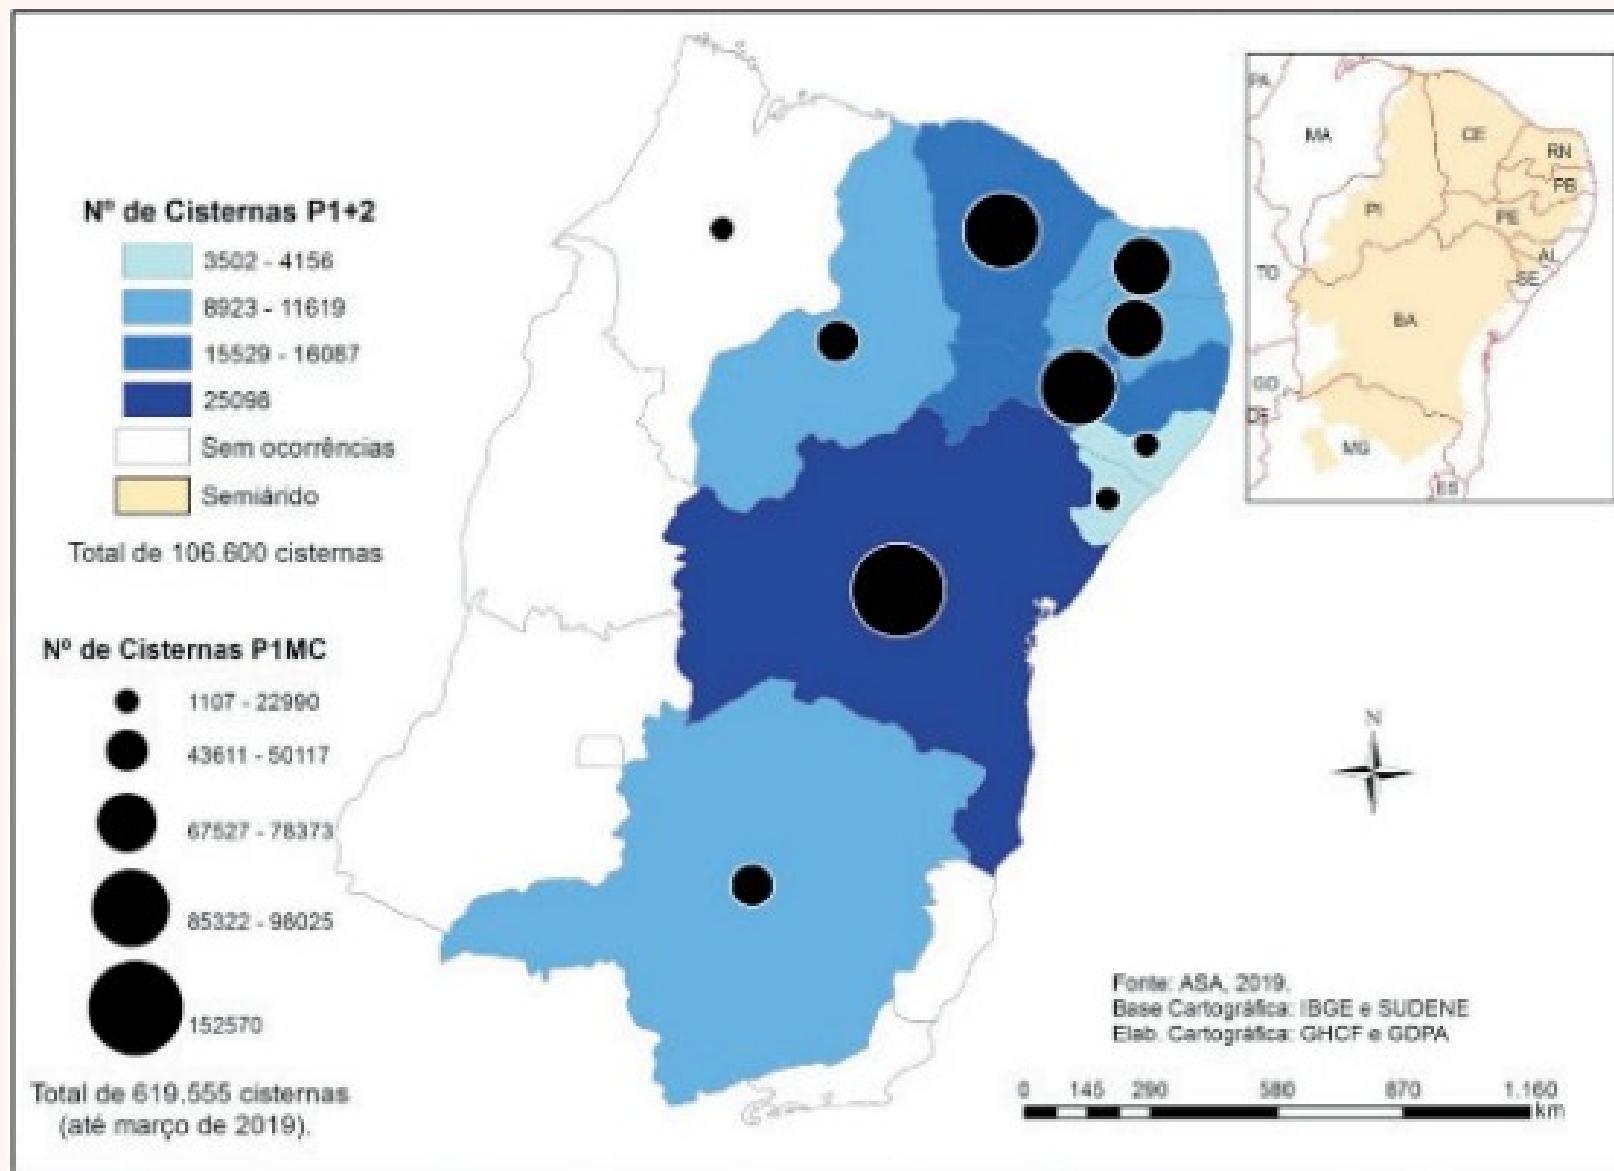 Nº de Cisternas P1+2
3502 - 4156
8923 - 11619
15529 - 16087
25098
Sem ocorrências
Semiárido
Total de 106.600 cisternas
Nº de Cisternas P1MC
1107 - 22990
43611 - 50117
67527 - 78373
85322 - 98025
152570
Total de 619.555 cisternas
(até março de 2019).
PA
MA
CE
RN
PB
PI
PE
AL
SE
TO
BA
GO
DF
MG
ES
N
Fonte: ASA, 2019.
Base Cartográfica: IBGE e SUDENE
Elab. Cartográfica: GHCF e GDPA
0 145 290 580 870 1.160
km